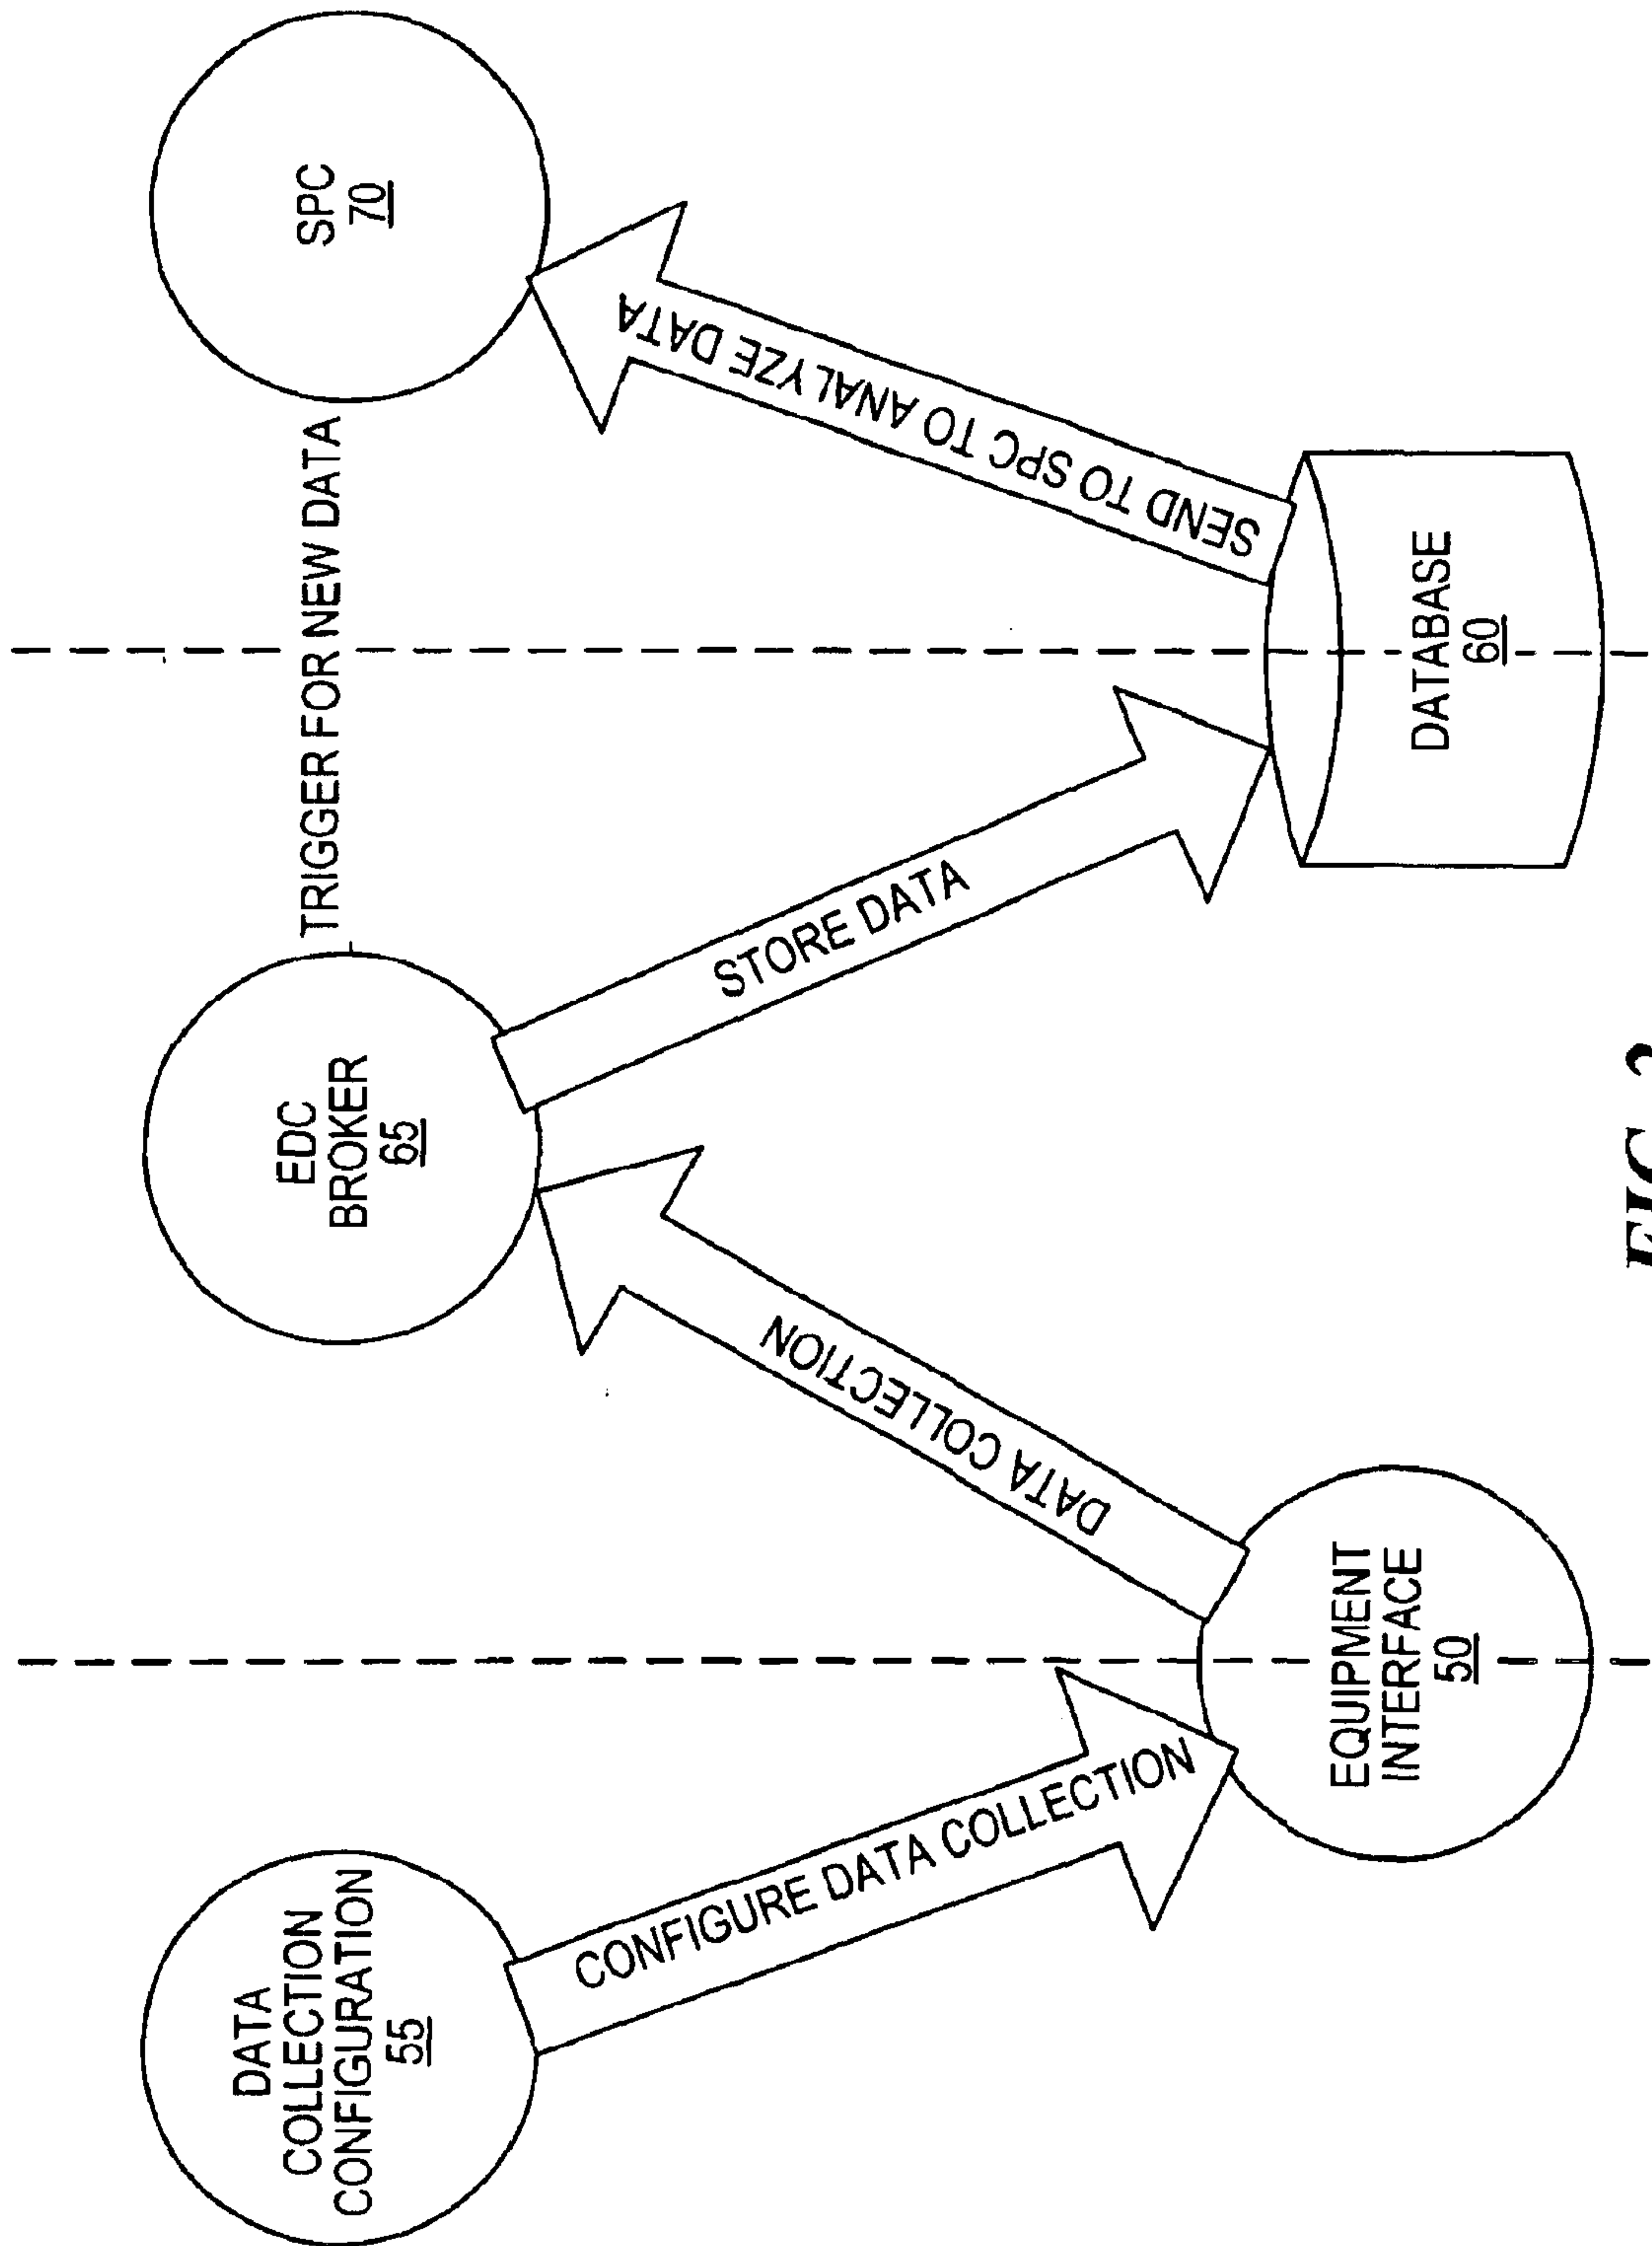 DATA
COLLECTION
CONFIGURATION
55
CONFIGURE DATA COLLECTION
EQUIPMENT
INTERFACE
50
DATA COLLECTION
EDC
BROKER
65
STORE DATA
TRIGGER FOR NEW DATA
DATABASE
60
SEND TO SPC TO ANALYZE DATA
SPC
70